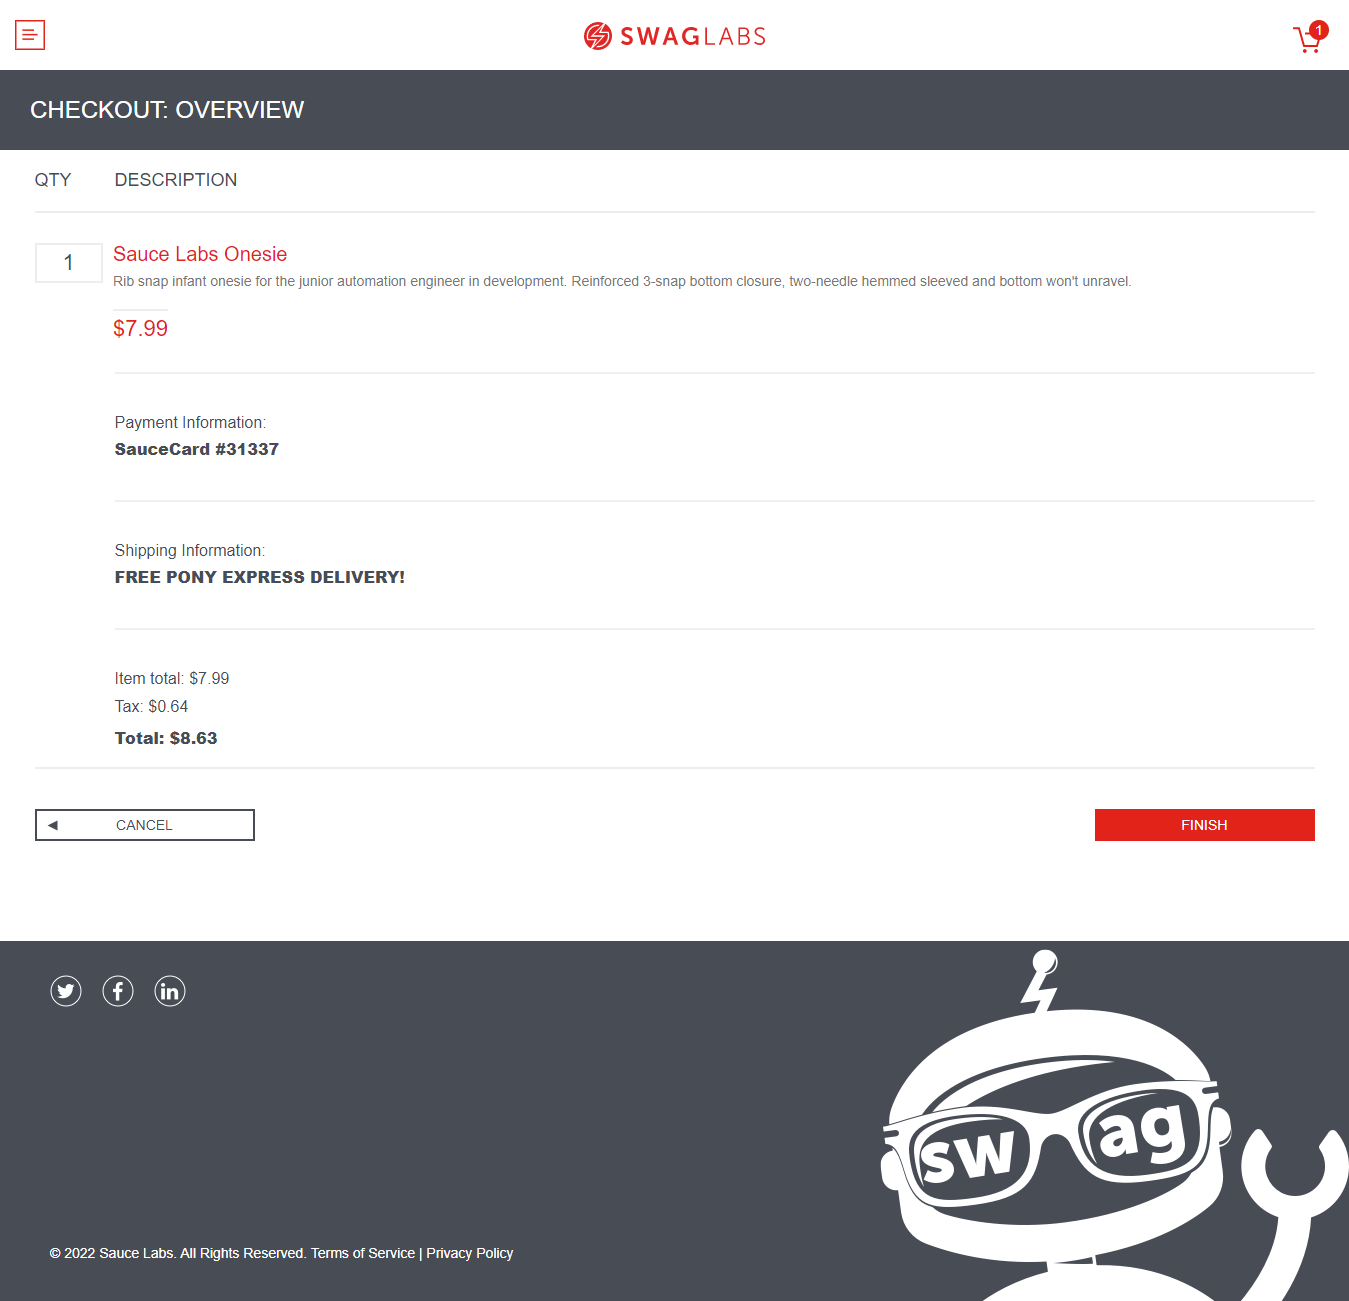 SWAGLABS
1
CHECKOUT: OVERVIEW
QTY DESCRIPTION
1 Sauce Labs Onesie
Rib snap infant onesie for the junior automation engineer in development. Reinforced 3-snap bottom closure, two-needle hemmed sleeved and bottom won't unravel.
$7.99
Payment Information:
SauceCard #31337
Shipping Information:
FREE PONY EXPRESS DELIVERY!
Item total: $7.99
Tax: $0.64
Total: $8.63
CANCEL FINISH
f in
sw ag
© 2022 Sauce Labs. All Rights Reserved. Terms of Service | Privacy Policy